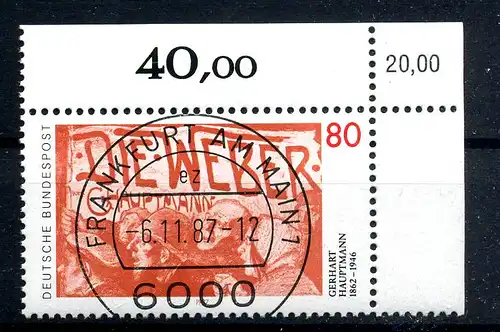 40,00
20,00
DEUTSCHE BUNDESPOST
80
DIE WEBER
HAUPTMANN
GERHART
HAUPTMANN
1862–1946
FRANKFURT AM MAIN 1
ez
-6.11.87-12
6000